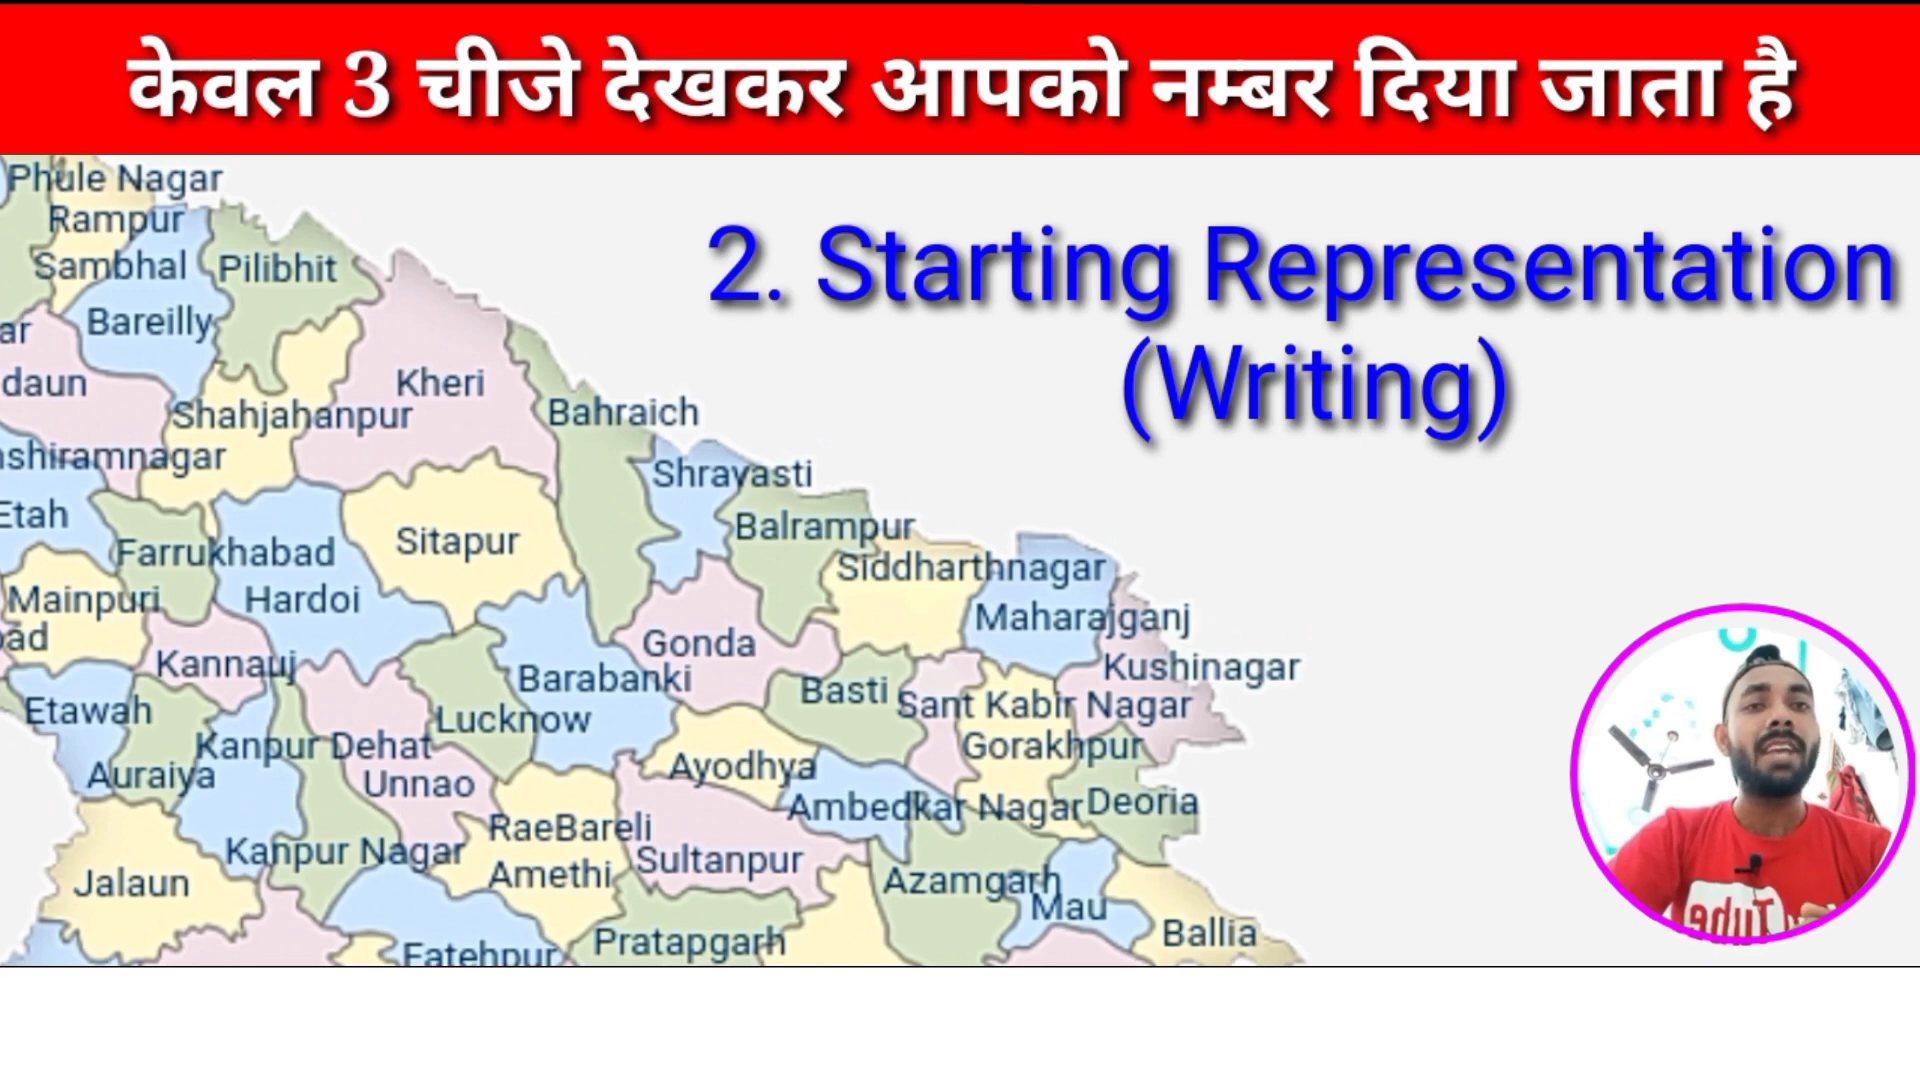 केवल 3 चीजे देखकर आपको नम्बर दिया जाता है
2. Starting Representation
(Writing)
Phule Nagar
Rampur
Sambhal
Pilibhit
Bareilly
Kheri
Shahjahanpur
Bahraich
Shravasti
Etah
Balrampur
Sitapur
Farrukhabad
Siddharthnagar
Mainpuri
Hardoi
Maharajganj
Gonda
Kannauj
Barabanki
Kushinagar
Basti
Sant Kabir Nagar
Etawah
Lucknow
Kanpur Dehat
Gorakhpur
Auraiya
Unnao
Ayodhya
Ambedkar Nagar
Deoria
RaeBareli
Kanpur Nagar
Sultanpur
Jalaun
Amethi
Azamgarh
Mau
Fatehpur
Pratapgarh
Ballia